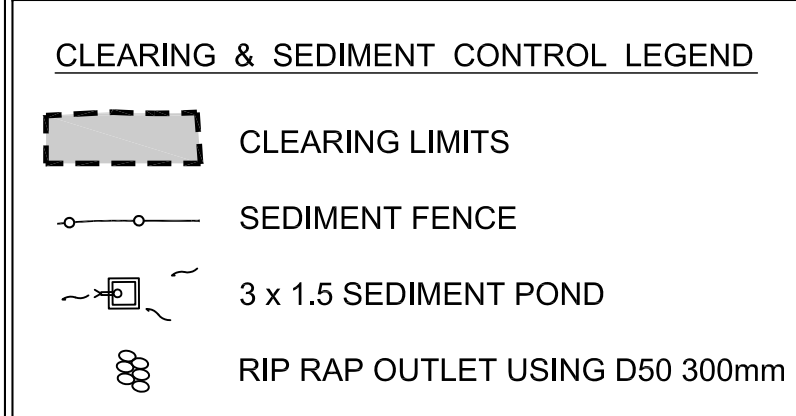 CLEARING & SEDIMENT CONTROL LEGEND
CLEARING LIMITS
SEDIMENT FENCE
3 x 1.5 SEDIMENT POND
RIP RAP OUTLET USING D50 300mm